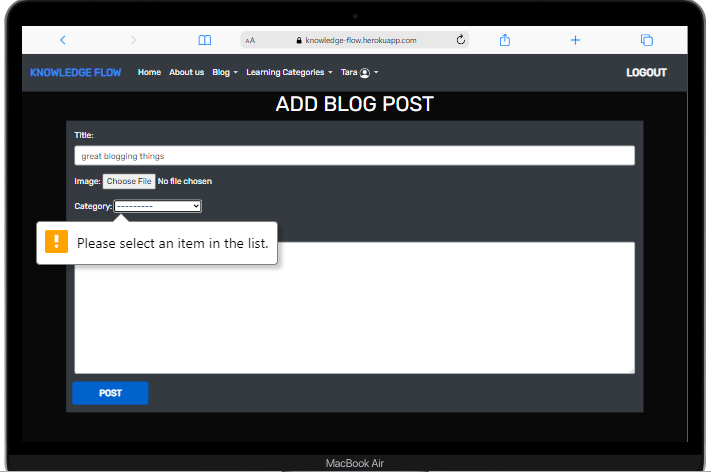 AA knowledge-flow.herokuapp.com
KNOWLEDGE FLOW Home About us Blog Learning Categories Tara LOGOUT
ADD BLOG POST
Title:
great blogging things
Image: Choose File No file chosen
Category: ---------
! Please select an item in the list.
POST
MacBook Air